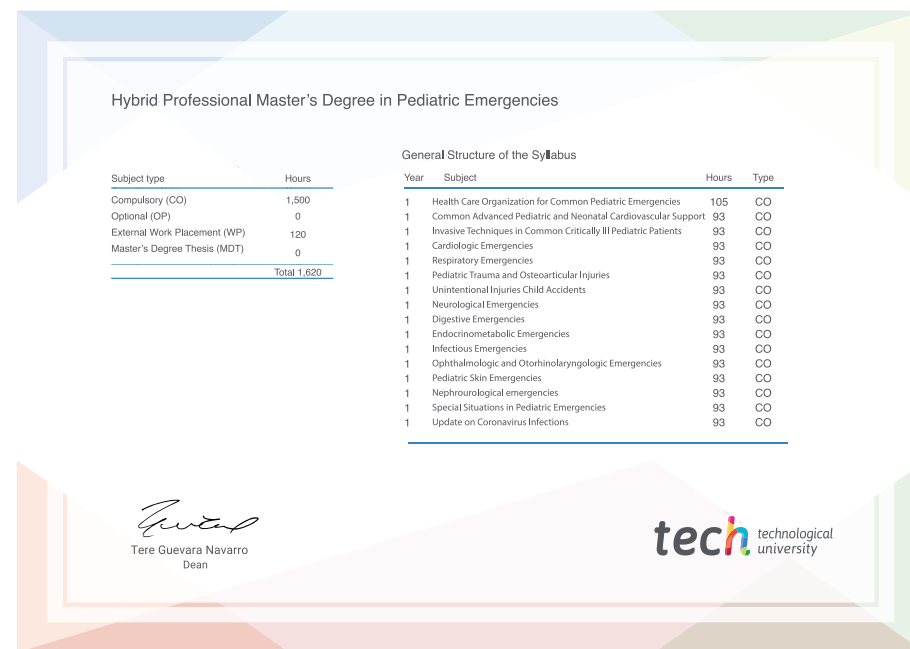 Hybrid Professional Master's Degree in Pediatric Emergencies
General Structure of the Syllabus
Subject type Hours
Compulsory (CO) 1,500
Optional (OP) 0
External Work Placement (WP) 120
Master's Degree Thesis (MDT) 0
Total 1,620
Year Subject Hours Type
1 Health Care Organization for Common Pediatric Emergencies 105 CO
1 Common Advanced Pediatric and Neonatal Cardiovascular Support 93 CO
1 Invasive Techniques in Common Critically Ill Pediatric Patients 93 CO
1 Cardiologic Emergencies 93 CO
1 Respiratory Emergencies 93 CO
1 Pediatric Trauma and Osteoarticular Injuries 93 CO
1 Unintentional Injuries Child Accidents 93 CO
1 Neurological Emergencies 93 CO
1 Digestive Emergencies 93 CO
1 Endocrinometabolic Emergencies 93 CO
1 Infectious Emergencies 93 CO
1 Ophthalmologic and Otorhinolaryngologic Emergencies 93 CO
1 Pediatric Skin Emergencies 93 CO
1 Nephrourological emergencies 93 CO
1 Special Situations in Pediatric Emergencies 93 CO
1 Update on Coronavirus Infections 93 CO
Tere Guevara Navarro
Dean
tech technological
university